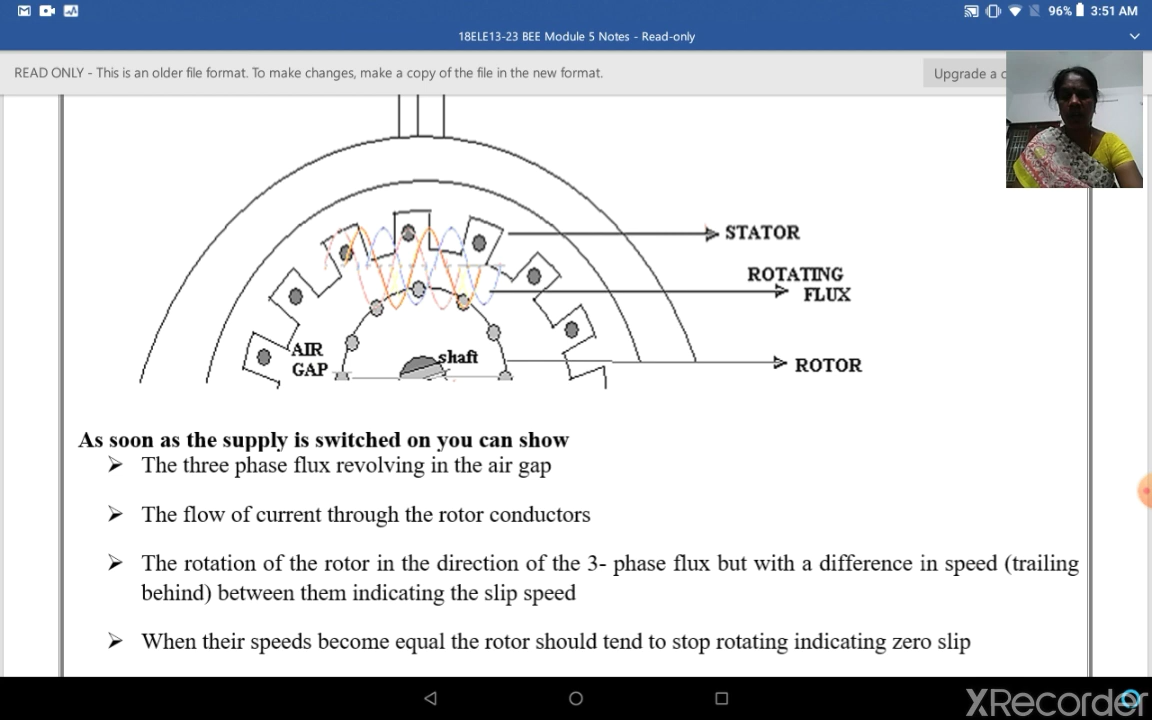 96% 3:51 AM
18ELE13-23 BEE Module 5 Notes - Read-only
READ ONLY - This is an older file format. To make changes, make a copy of the file in the new format.
Upgrade a c
STATOR
ROTATING
FLUX
AIR
GAP
shaft
ROTOR
As soon as the supply is switched on you can show
➢ The three phase flux revolving in the air gap
➢ The flow of current through the rotor conductors
➢ The rotation of the rotor in the direction of the 3- phase flux but with a difference in speed (trailing
behind) between them indicating the slip speed
➢ When their speeds become equal the rotor should tend to stop rotating indicating zero slip
XRecorder